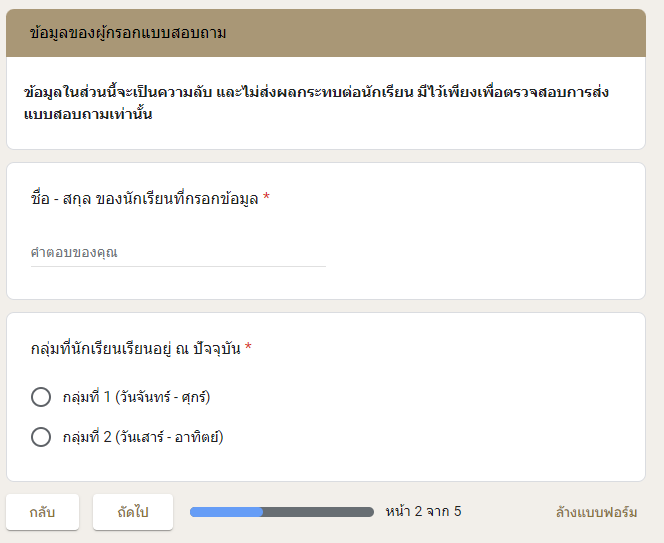 ข้อมูลของผู้กรอกแบบสอบถาม
ข้อมูลในส่วนนี้จะเป็นความลับ และไม่ส่งผลกระทบต่อนักเรียน มีไว้เพียงเพื่อตรวจสอบการส่ง
แบบสอบถามเท่านั้น
ชื่อ - สกุล ของนักเรียนที่กรอกข้อมูล *
คำตอบของคุณ
กลุ่มที่นักเรียนเรียนอยู่ ณ ปัจจุบัน *
กลุ่มที่ 1 (วันจันทร์ - ศุกร์)
กลุ่มที่ 2 (วันเสาร์ - อาทิตย์)
กลับ ถัดไป หน้า 2 จาก 5 ล้างแบบฟอร์ม